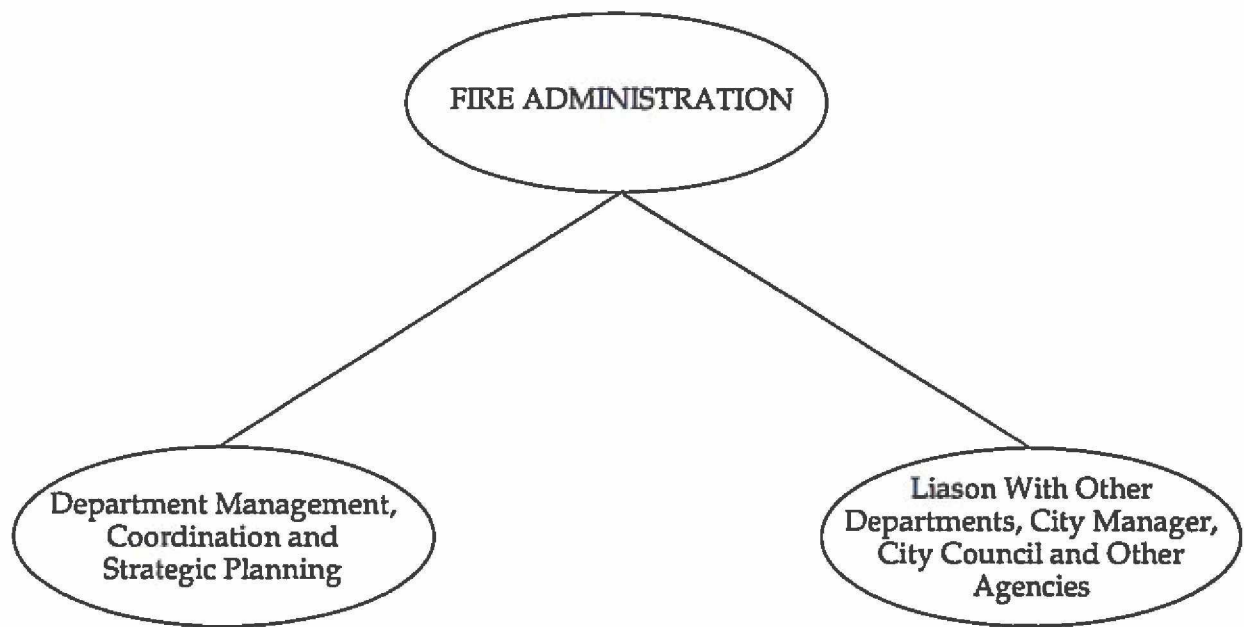 FIRE ADMINISTRATION
Department Management,
Coordination and
Strategic Planning
Liason With Other
Departments, City Manager,
City Council and Other
Agencies